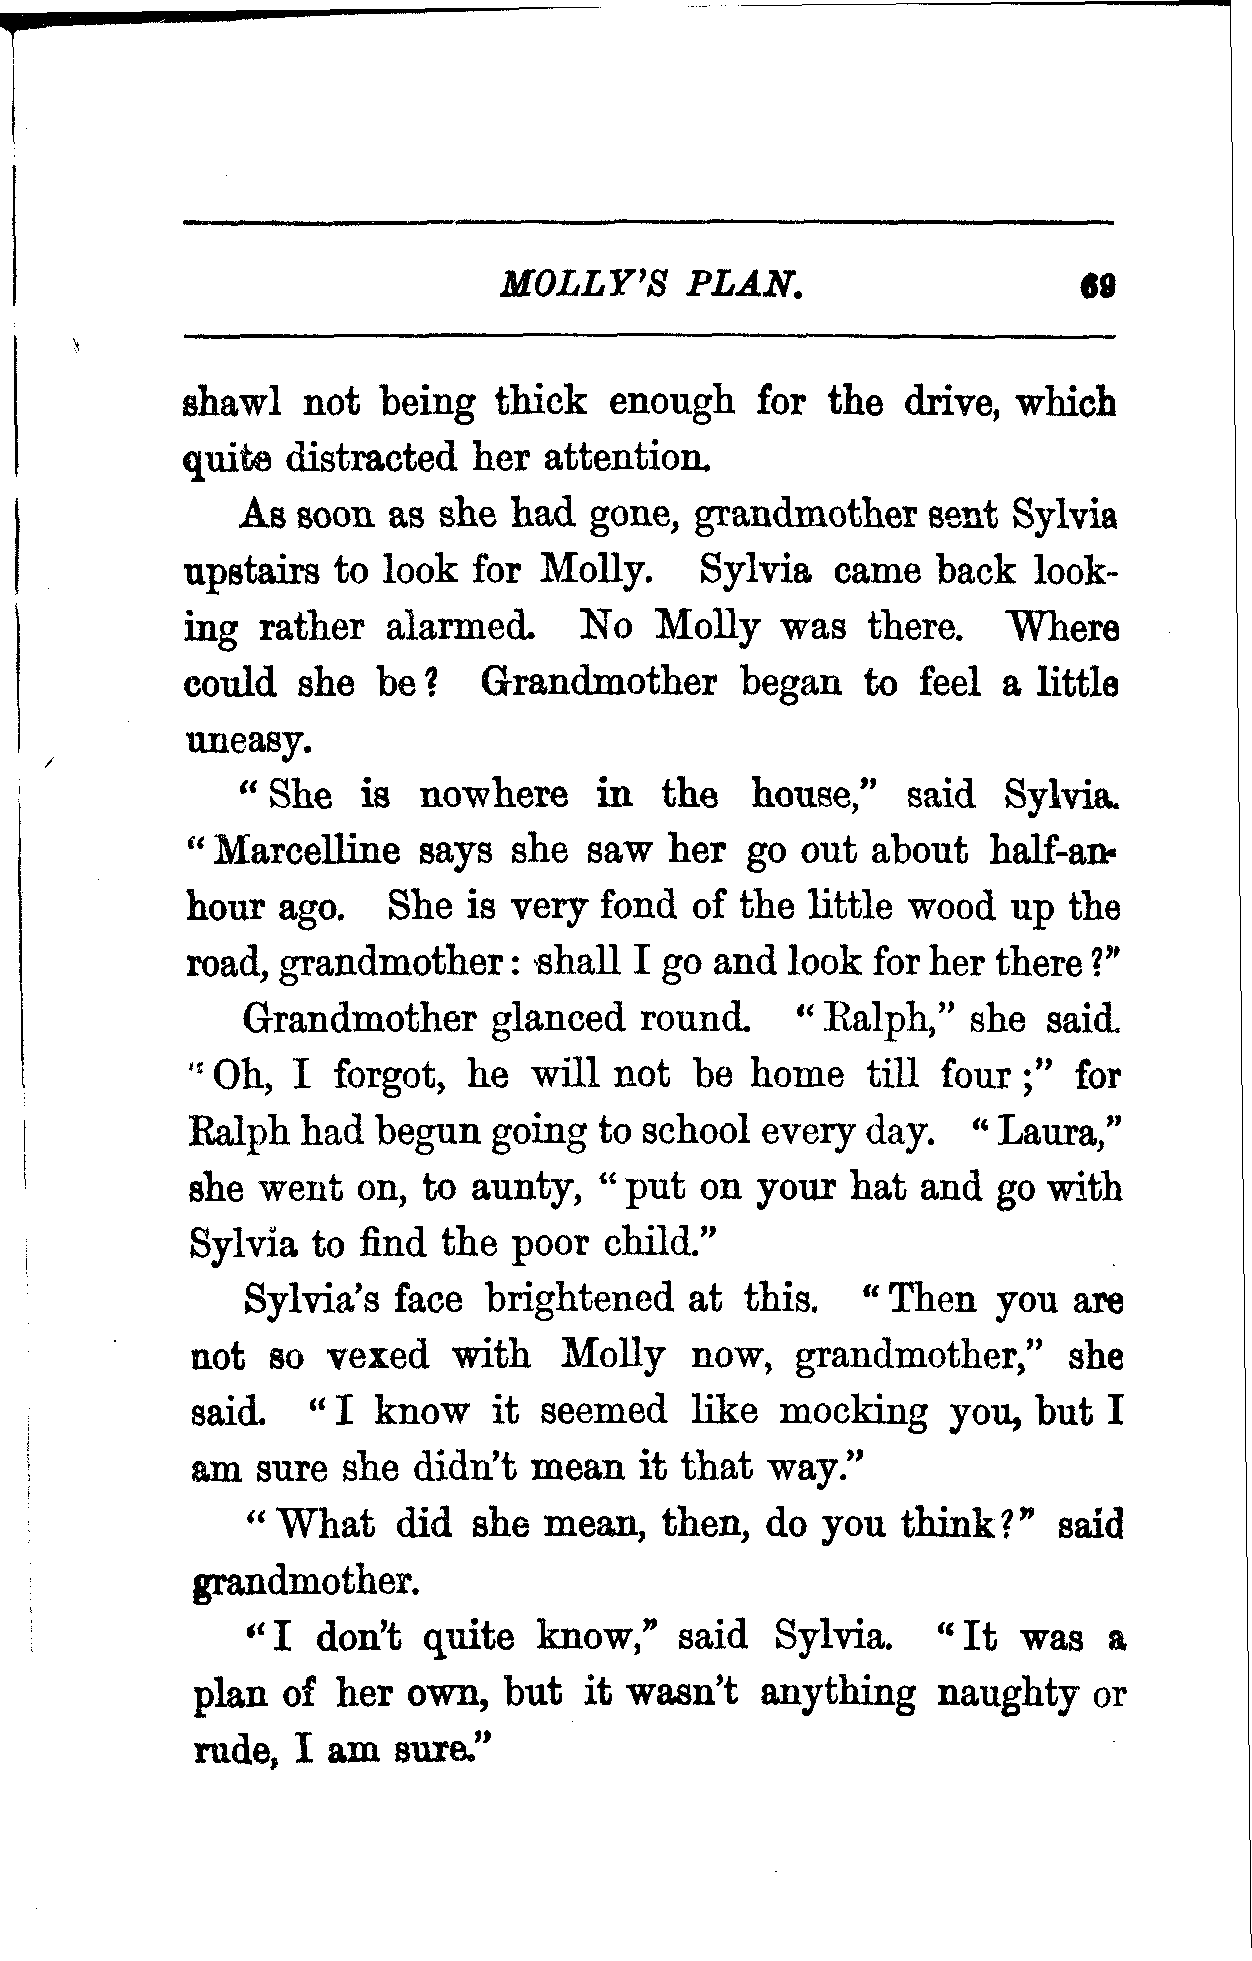 MOLLY'S PLAN. 69
shawl not being thick enough for the drive, which
quite distracted her attention.
As soon as she had gone, grandmother sent Sylvia
upstairs to look for Molly. Sylvia came back look-
ing rather alarmed. No Molly was there. Where
could she be? Grandmother began to feel a little
uneasy.
"She is nowhere in the house," said Sylvia.
"Marcelline says she saw her go out about half-an-
hour ago. She is very fond of the little wood up the
road, grandmother: shall I go and look for her there?"
Grandmother glanced round. "Ralph," she said.
"Oh, I forgot, he will not be home till four;" for
Ralph had begun going to school every day. "Laura,"
she went on, to aunty, "put on your hat and go with
Sylvia to find the poor child."
Sylvia's face brightened at this. "Then you are
not so vexed with Molly now, grandmother," she
said. "I know it seemed like mocking you, but I
am sure she didn't mean it that way."
"What did she mean, then, do you think?" said
grandmother.
"I don't quite know," said Sylvia. "It was a
plan of her own, but it wasn't anything naughty or
rude, I am sure."